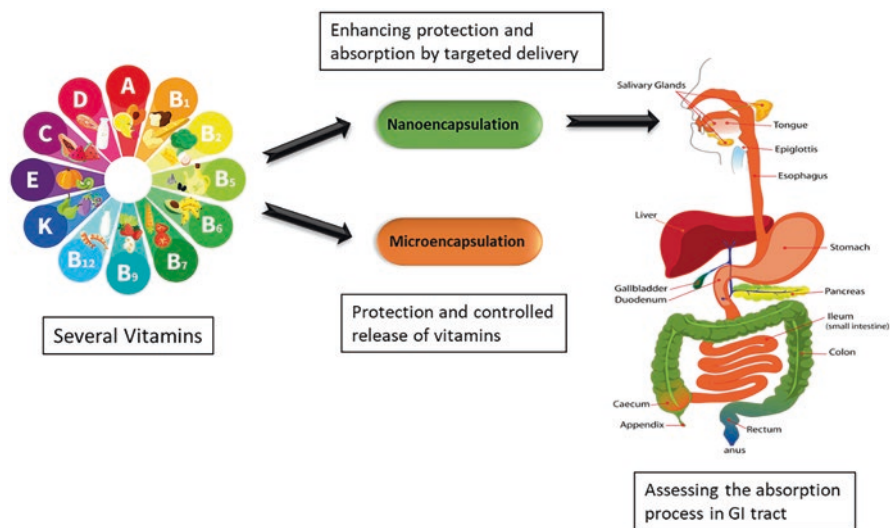 Enhancing protection and
absorption by targeted delivery
A
B1
B2
B5
B6
B7
B9
B12
K
E
C
D
Several Vitamins
Nanoencapsulation
Microencapsulation
Protection and controlled
release of vitamins
Salivary Glands
Tongue
Epiglottis
Esophagus
Liver
Stomach
Gallbladder
Duodenum
Pancreas
Ileum
(small intestine)
Colon
Caecum
Appendix
Rectum
anus
Assessing the absorption
process in GI tract